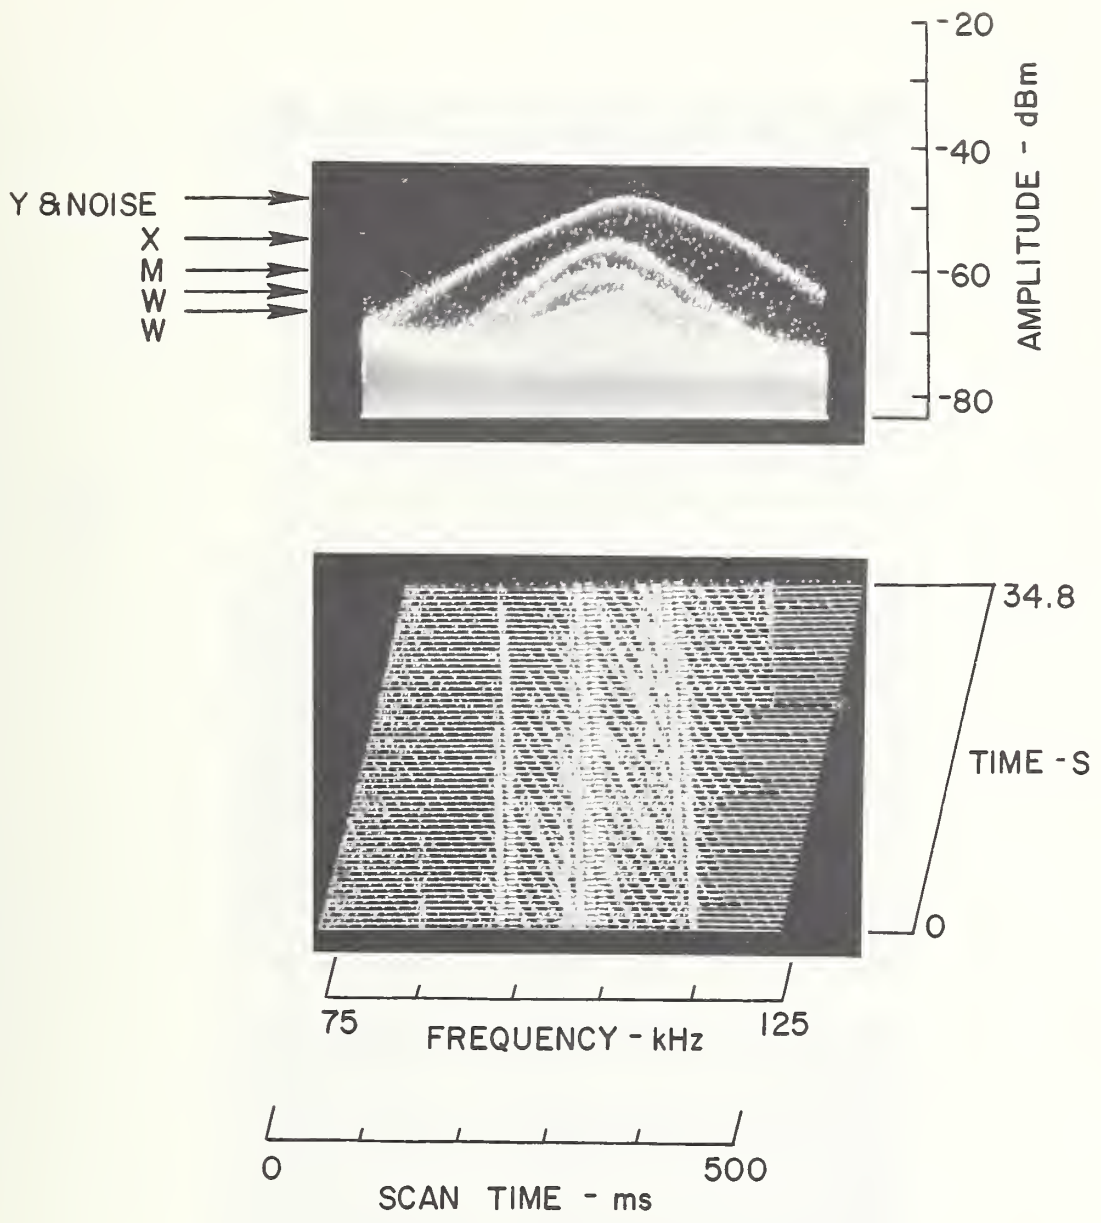 -20
-40
-60
-80
AMPLITUDE - dBm
Y & NOISE
X
M
W
W
34.8
TIME - S
0
75
125
FREQUENCY - kHz
0
500
SCAN TIME - ms